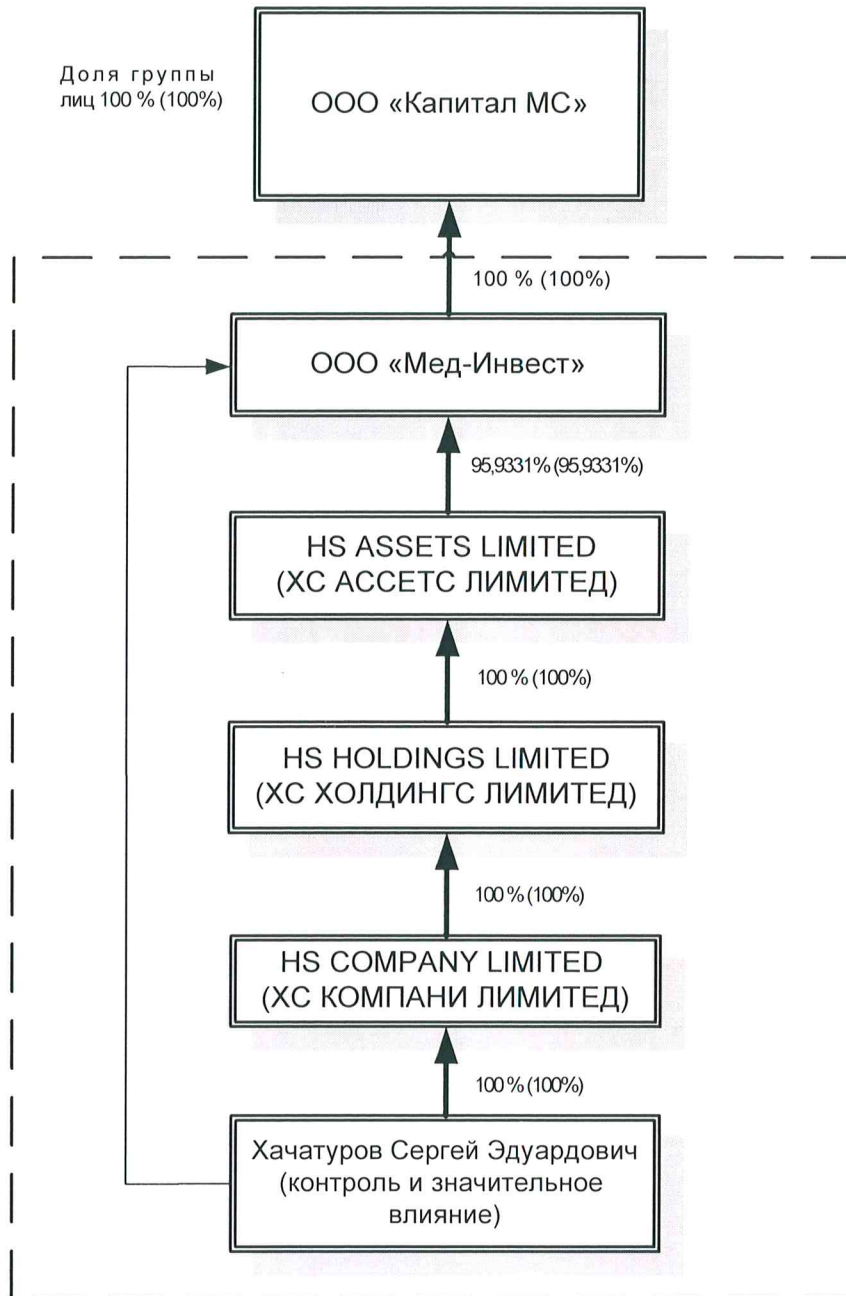 Доля группы
лиц 100 % (100%)
ООО «Капитал МС»
100 % (100%)
ООО «Мед-Инвест»
95,9331% (95,9331%)
HS ASSETS LIMITED
(ХС АССЕТС ЛИМИТЕД)
100 % (100%)
HS HOLDINGS LIMITED
(ХС ХОЛДИНГС ЛИМИТЕД)
100 % (100%)
HS COMPANY LIMITED
(ХС КОМПАНИ ЛИМИТЕД)
100 % (100%)
Хачатуров Сергей Эдуардович
(контроль и значительное
влияние)